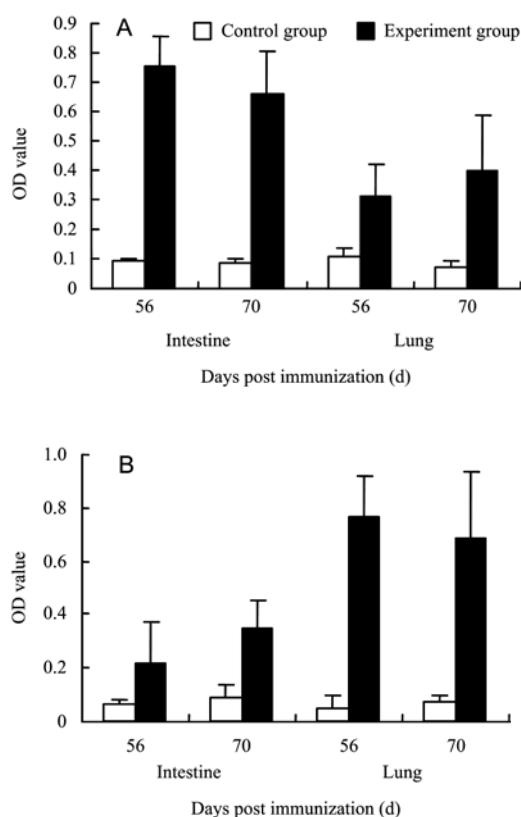 A
Control group
Experiment group
0.9
0.8
0.7
0.6
0.5
0.4
0.3
0.2
0.1
0
OD value
56 70 56 70
Intestine Lung
Days post immunization (d)
B
1.0
0.8
0.6
0.4
0.2
0
OD value
56 70 56 70
Intestine Lung
Days post immunization (d)